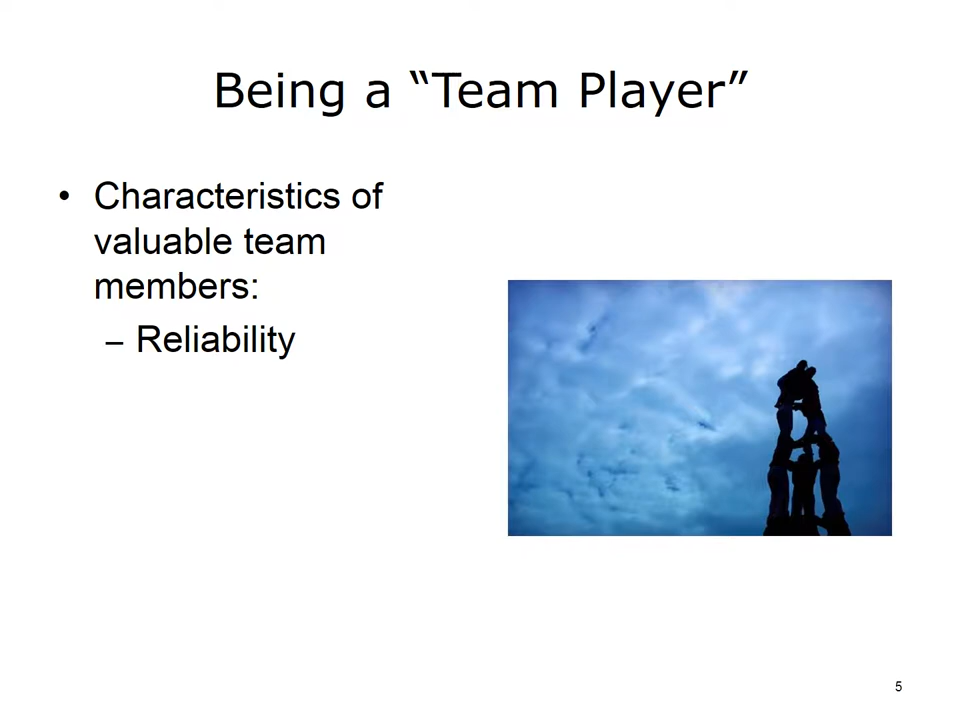 Being a “Team Player”
• Characteristics of
valuable team
members:
– Reliability
5